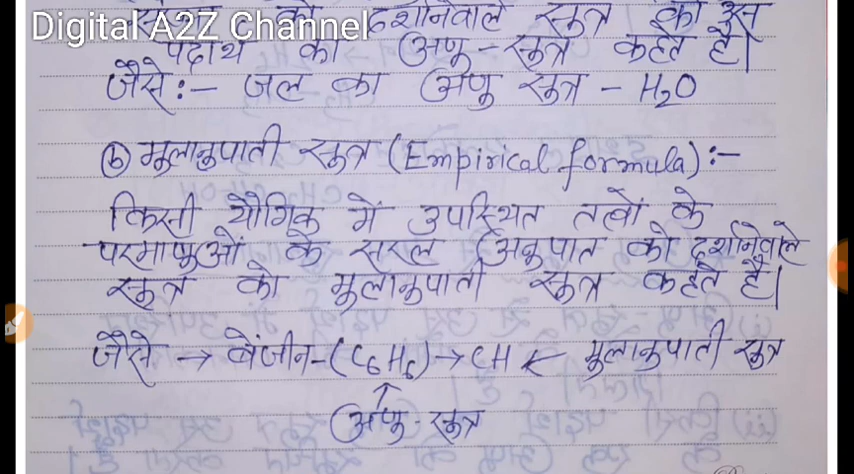 Digital A2Z Channel
को दर्शानेवाले सूत्र को उस
पदार्थ का अणु-सूत्र कहते है।
जैसे:- जल का अणु सूत्र - H₂O
(b) मुलानुपाती सूत्र (Empirical formula) :-
किसी यौगिक में उपस्थित तत्वों के
परमाणुओं के सरल अनुपात को दर्शानेवाले
सूत्र को मुलानुपाती सूत्र कहते है।
जैसे → बेंजीन-(C₆H₆) → CH ← मुलानुपाती सूत्र
↑
अणु-सूत्र